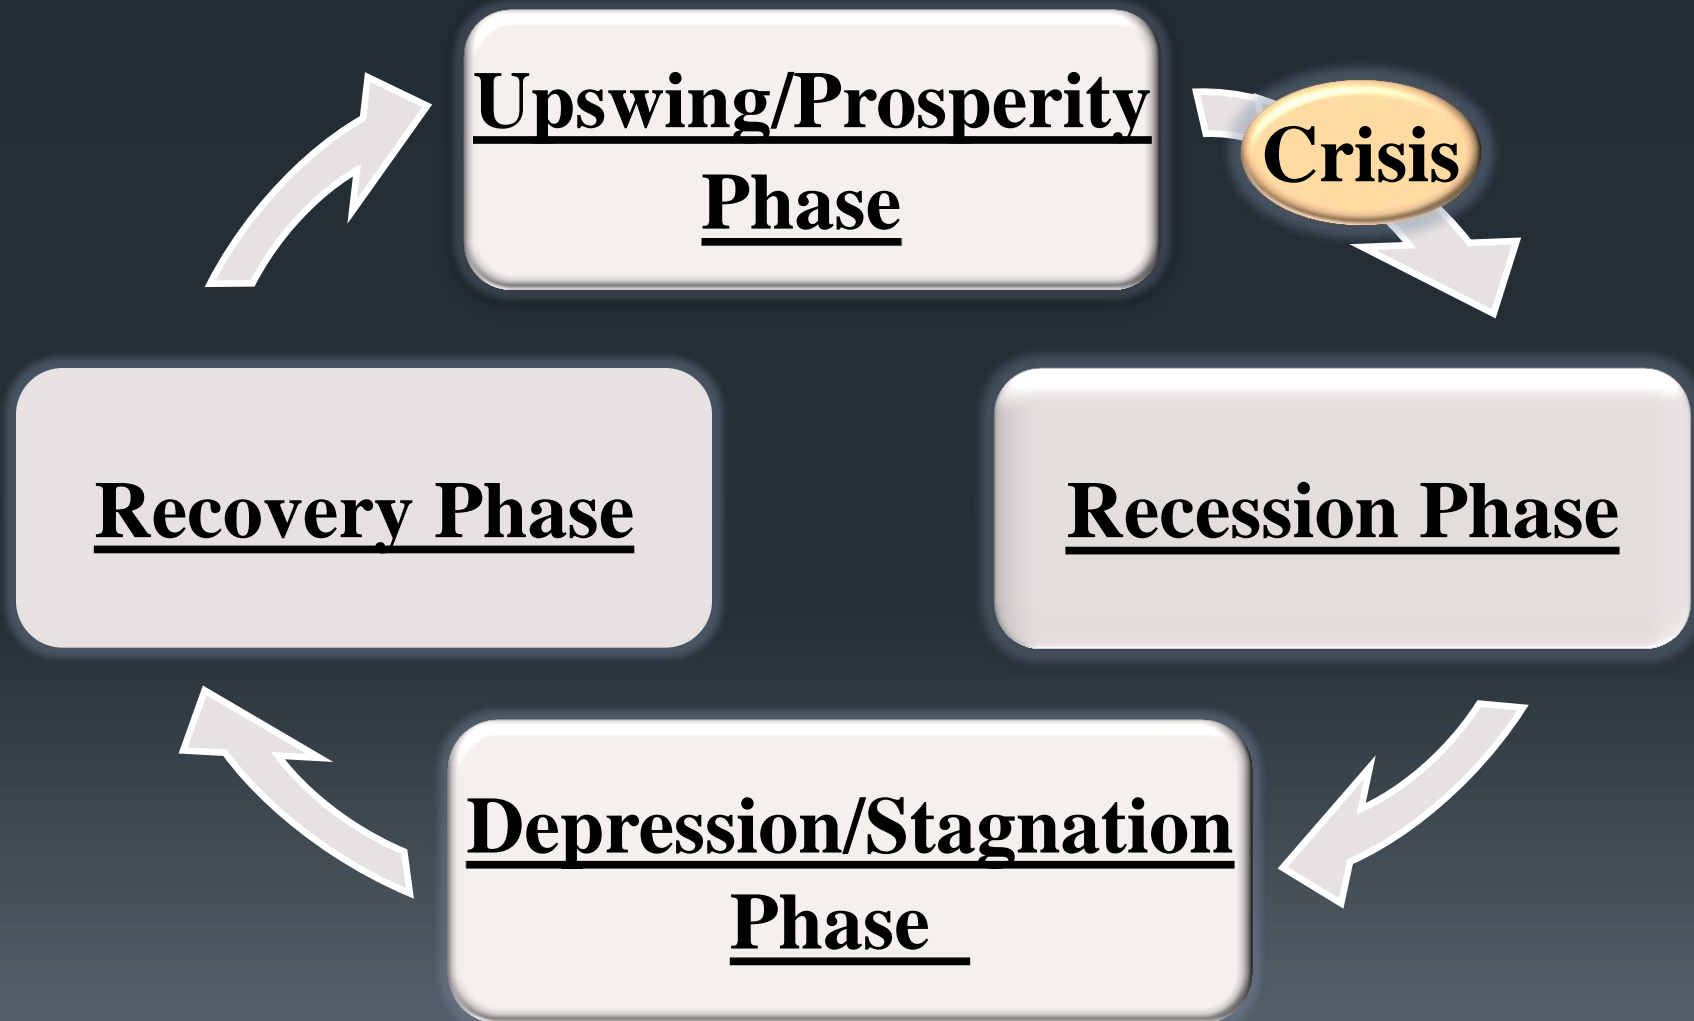 Upswing/Prosperity
Phase
Crisis
Recovery Phase
Recession Phase
Depression/Stagnation
Phase